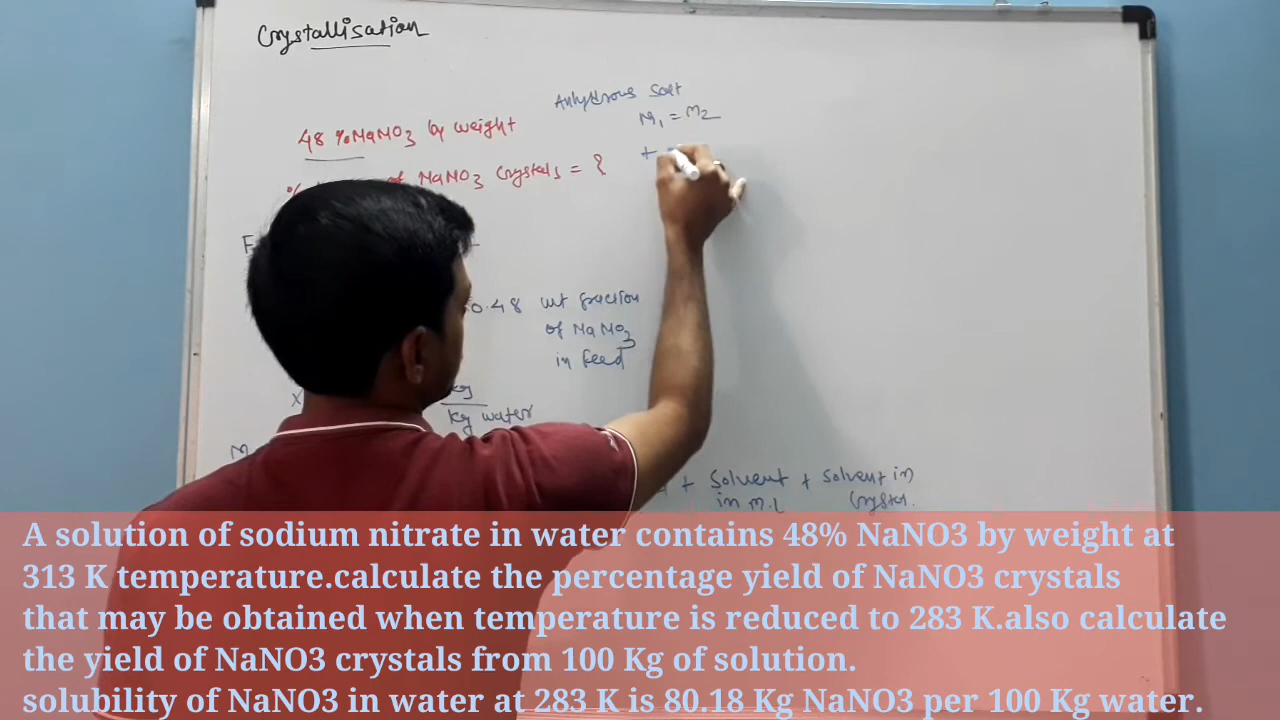 Crystallisation
Anhydrous Salt
M₁ = M₂
48 % NaNO₃ by weight
% of NaNO₃ Crystals = ?
F
0.48 wt fraction
of NaNO₃
in feed
X
kg
kg water
M
+ Solvent + Solvent in
in M.L Crystal.
A solution of sodium nitrate in water contains 48% NaNO3 by weight at
313 K temperature.calculate the percentage yield of NaNO3 crystals
that may be obtained when temperature is reduced to 283 K.also calculate
the yield of NaNO3 crystals from 100 Kg of solution.
solubility of NaNO3 in water at 283 K is 80.18 Kg NaNO3 per 100 Kg water.